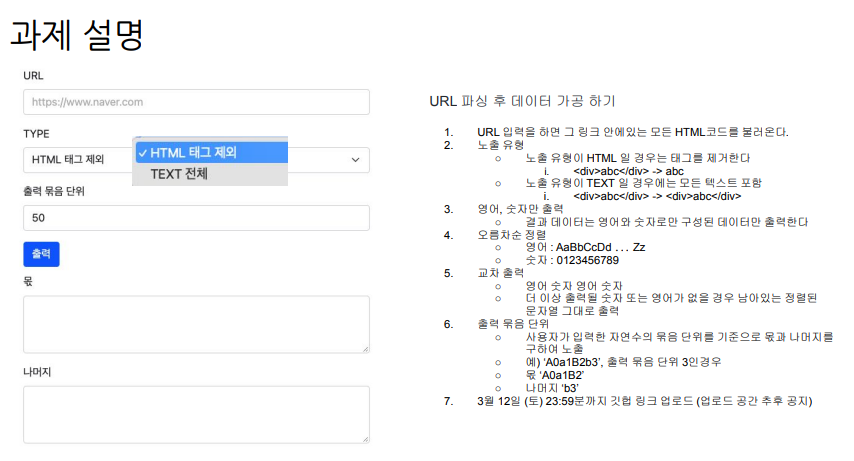 과제 설명
URL
https://www.naver.com
TYPE
HTML 태그 제외
✓ HTML 태그 제외
TEXT 전체
출력 묶음 단위
50
출력
몫
나머지
URL 파싱 후 데이터 가공 하기
1. URL 입력을 하면 그 링크 안에있는 모든 HTML코드를 불러온다.
2. 노출 유형
○ 노출 유형이 HTML 일 경우는 태그를 제거한다
i. <div>abc</div> -> abc
○ 노출 유형이 TEXT 일 경우에는 모든 텍스트 포함
i. <div>abc</div> -> <div>abc</div>
3. 영어, 숫자만 출력
○ 결과 데이터는 영어와 숫자로만 구성된 데이터만 출력한다
4. 오름차순 정렬
○ 영어 : AaBbCcDd . . . Zz
○ 숫자 : 0123456789
5. 교차 출력
○ 영어 숫자 영어 숫자
○ 더 이상 출력될 숫자 또는 영어가 없을 경우 남아있는 정렬된
문자열 그대로 출력
6. 출력 묶음 단위
○ 사용자가 입력한 자연수의 묶음 단위를 기준으로 몫과 나머지를
구하여 노출
○ 예) ‘A0a1B2b3’, 출력 묶음 단위 3인경우
○ 몫 ‘A0a1B2’
○ 나머지 ‘b3’
7. 3월 12일 (토) 23:59분까지 깃헙 링크 업로드 (업로드 공간 추후 공지)